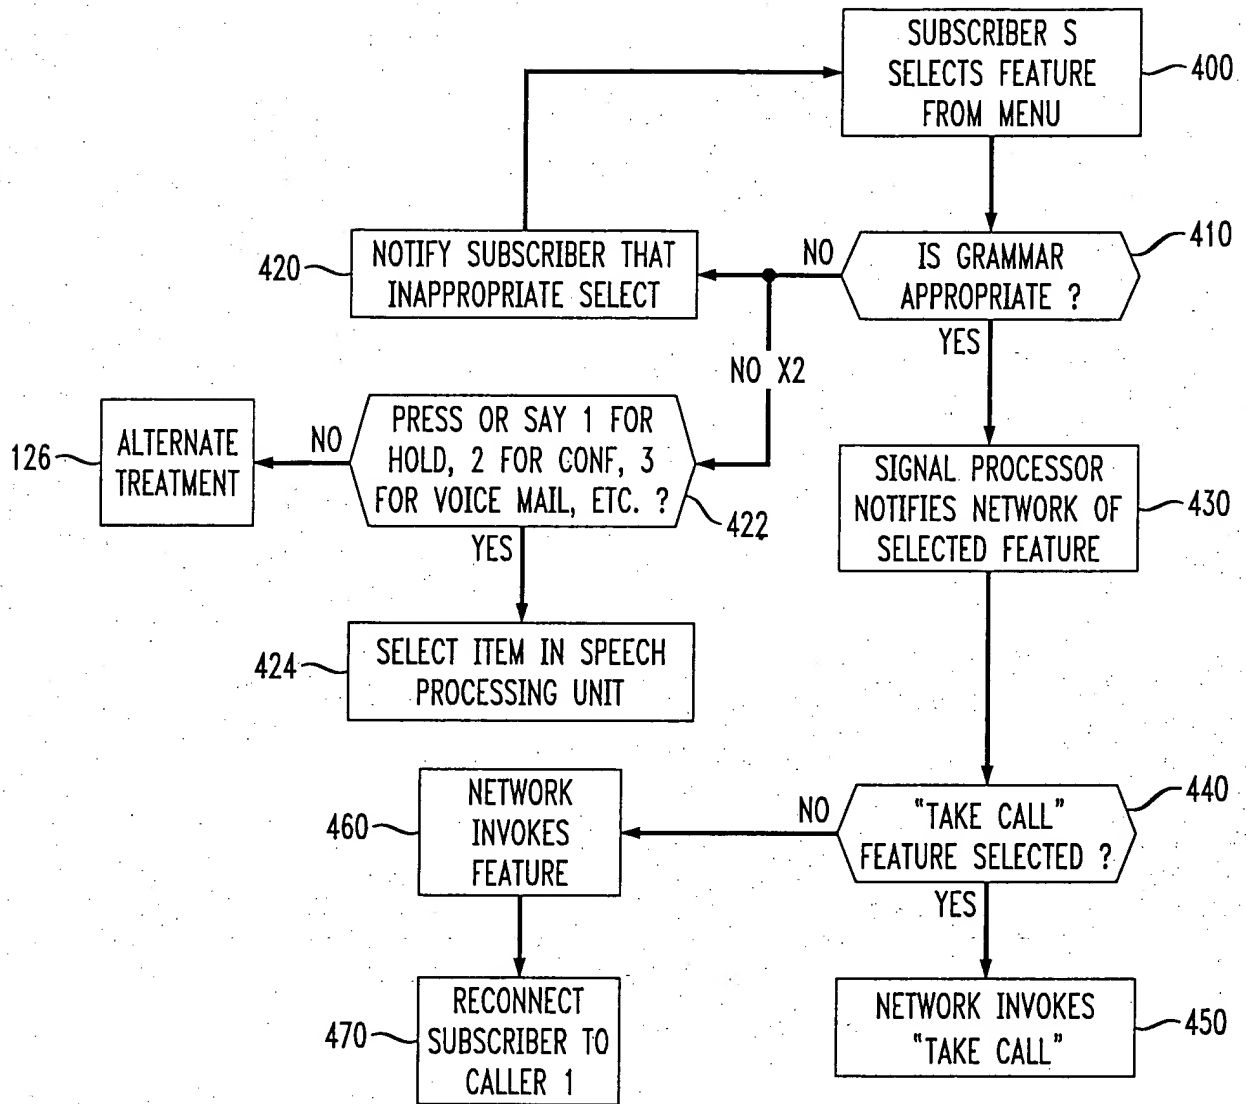 SUBSCRIBER S
SELECTS FEATURE
FROM MENU
400
NOTIFY SUBSCRIBER THAT
INAPPROPRIATE SELECT
420
NO
IS GRAMMAR
APPROPRIATE ?
410
YES
NO X2
ALTERNATE
TREATMENT
126
NO
PRESS OR SAY 1 FOR
HOLD, 2 FOR CONF, 3
FOR VOICE MAIL, ETC. ?
422
YES
SIGNAL PROCESSOR
NOTIFIES NETWORK OF
SELECTED FEATURE
430
SELECT ITEM IN SPEECH
PROCESSING UNIT
424
NETWORK
INVOKES
FEATURE
460
NO
“TAKE CALL”
FEATURE SELECTED ?
440
YES
RECONNECT
SUBSCRIBER TO
CALLER 1
470
NETWORK INVOKES
“TAKE CALL”
450